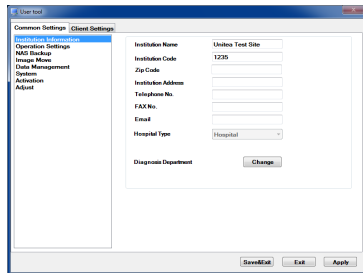 User tool
Common Settings Client Settings
Institution Information
Operation Settings
NAS Backup
Image Move
Data Management
System
Activation
Adjust
Institution Name Unitea Test Site
Institution Code 1235
Zip Code
Institution Address
Telephone No.
FAX No.
Email
Hospital Type Hospital
Diagnosis Department Change
Save&Exit Exit Apply